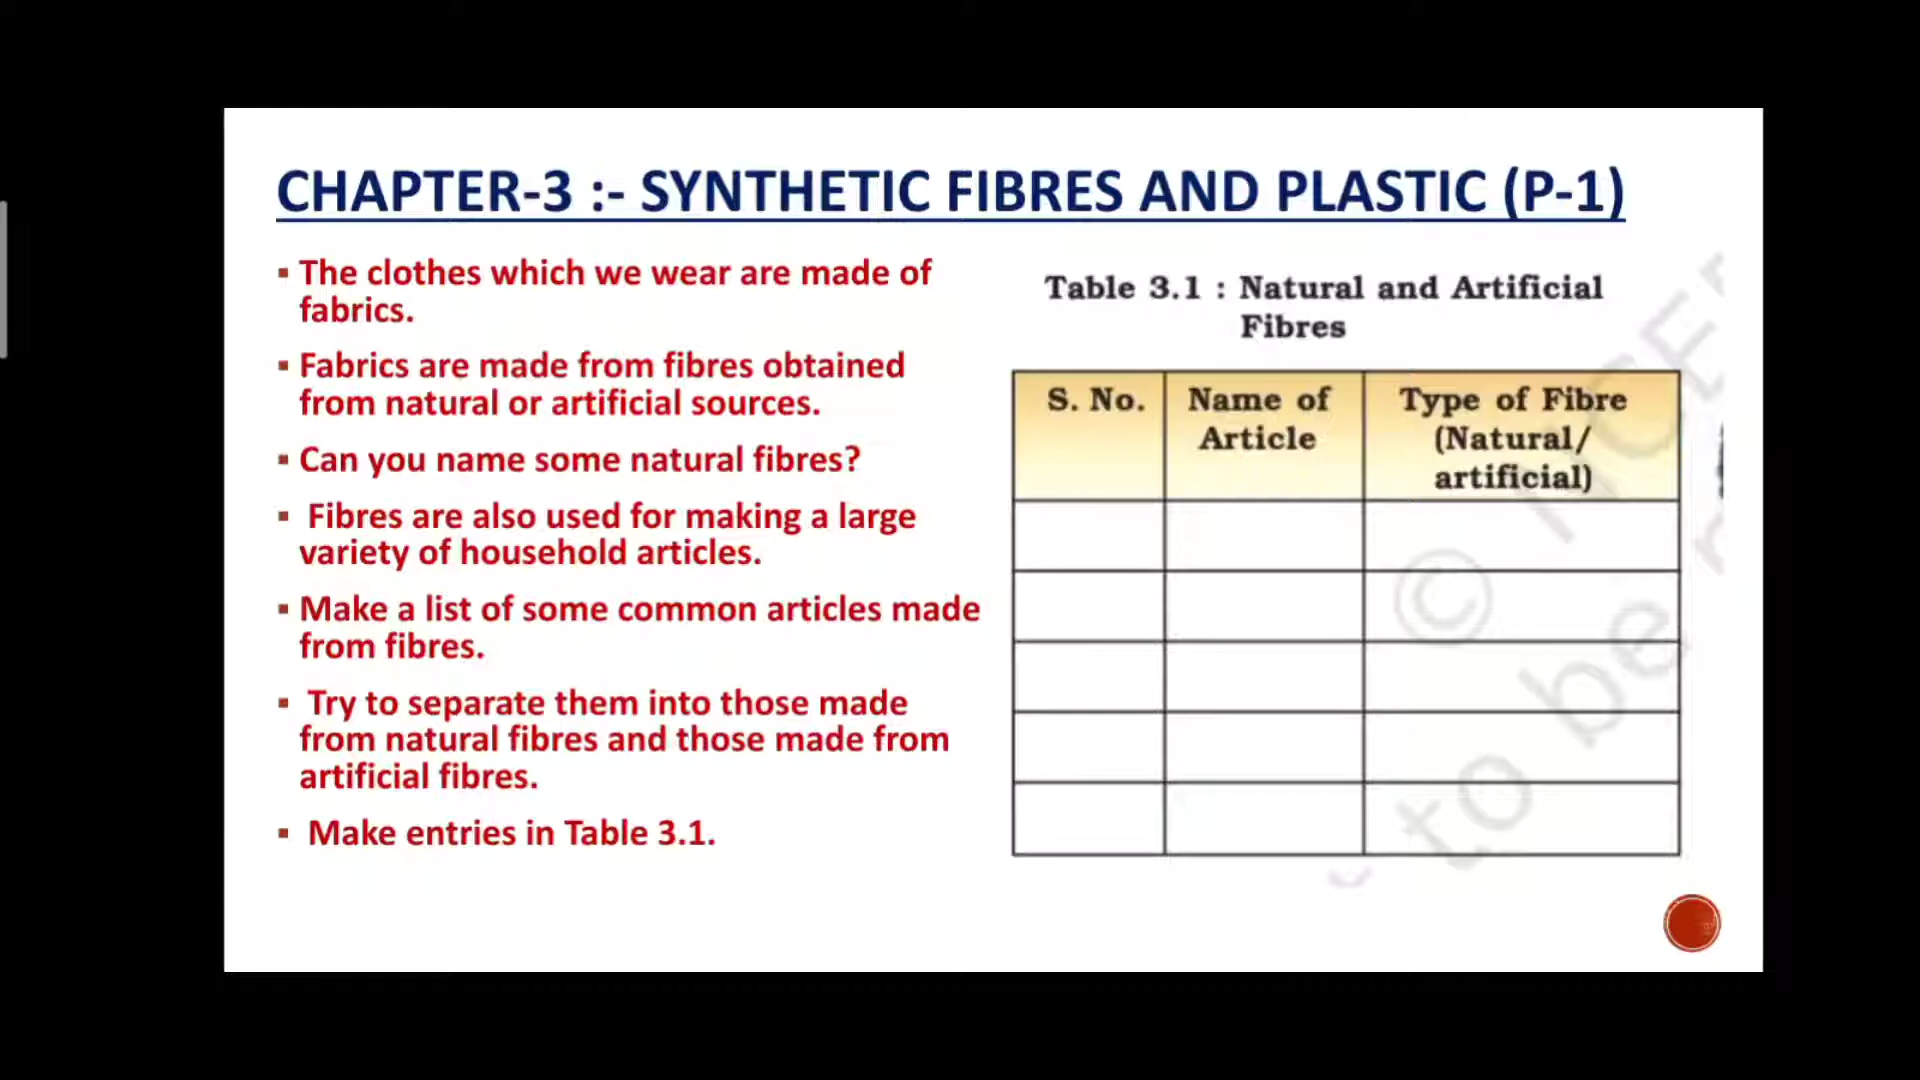 CHAPTER-3 :- SYNTHETIC FIBRES AND PLASTIC (P-1)
▪ The clothes which we wear are made of
fabrics.
▪ Fabrics are made from fibres obtained
from natural or artificial sources.
▪ Can you name some natural fibres?
▪ Fibres are also used for making a large
variety of household articles.
▪ Make a list of some common articles made
from fibres.
▪ Try to separate them into those made
from natural fibres and those made from
artificial fibres.
▪ Make entries in Table 3.1.
Table 3.1 : Natural and Artificial
Fibres
S. No.
Name of
Article
Type of Fibre
(Natural/
artificial)
©
to be